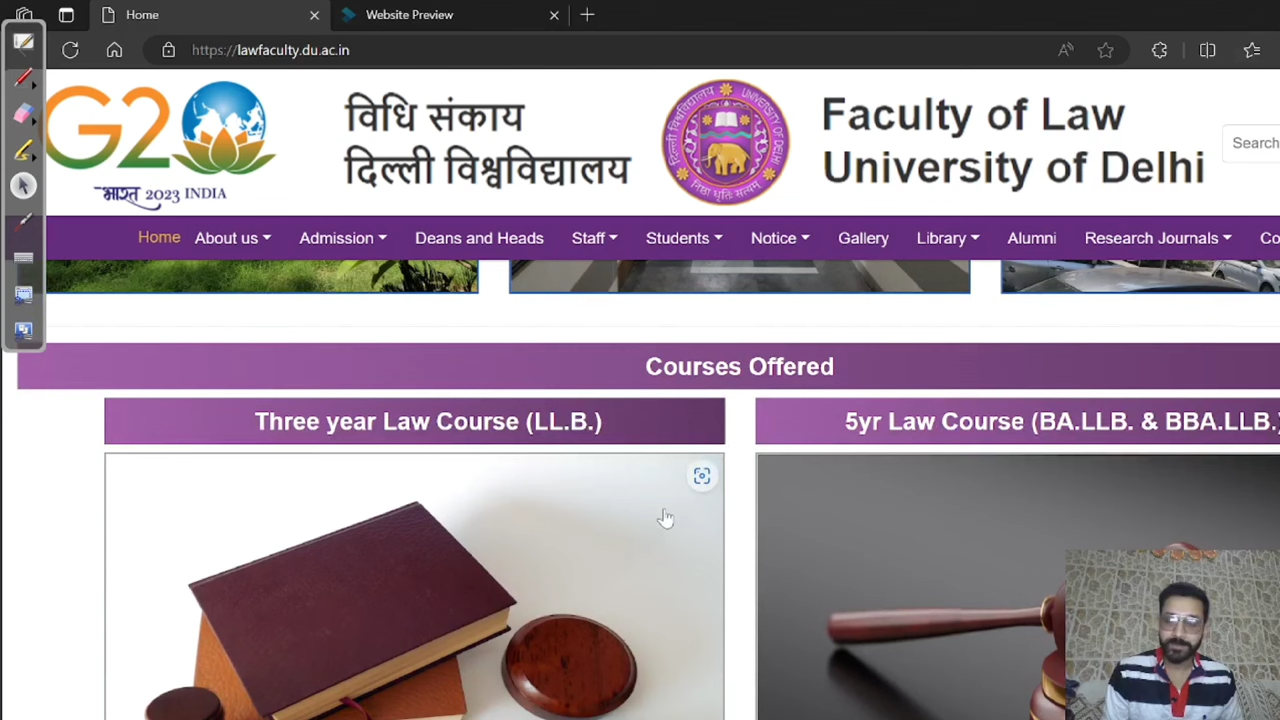 Home
Website Preview
https://lawfaculty.du.ac.in
G2
भारत 2023 INDIA
विधि संकाय
दिल्ली विश्वविद्यालय
Faculty of Law
University of Delhi
Search
Home About us Admission Deans and Heads Staff Students Notice Gallery Library Alumni Research Journals Co
Courses Offered
Three year Law Course (LL.B.)
5yr Law Course (BA.LLB. & BBA.LLB.)